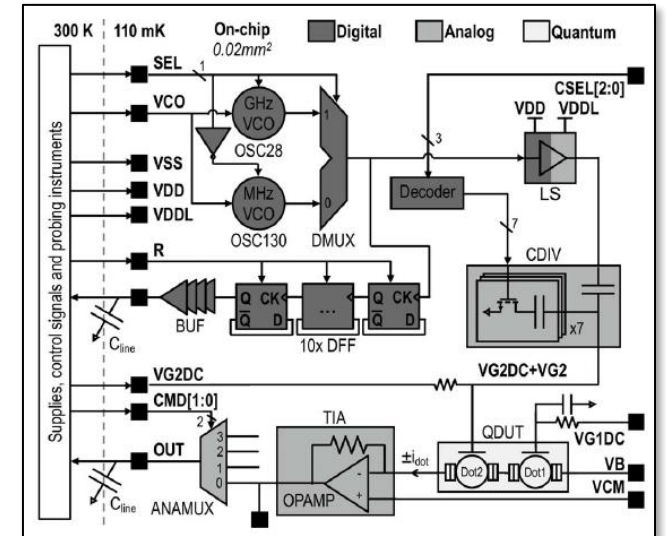 300 K
110 mK
On-chip
0.02mm²
Digital
Analog
Quantum
SEL
1
VCO
GHz
VCO
OSC28
1
MHz
VCO
OSC130
0
DMUX
CSEL[2:0]
VDD
VDDL
3
LS
Decoder
7
CDIV
x7
VSS
VDD
VDDL
R
Q
CK
Q
D
...
Q
CK
Q
D
BUF
10x DFF
Cline
VG2DC
VG2DC+VG2
CMD[1:0]
2
OUT
3
2
1
0
ANAMUX
Cline
TIA
OPAMP
-
+
±idot
QDUT
Dot2
Dot1
VG1DC
VB
VCM
Supplies, control signals and probing instruments